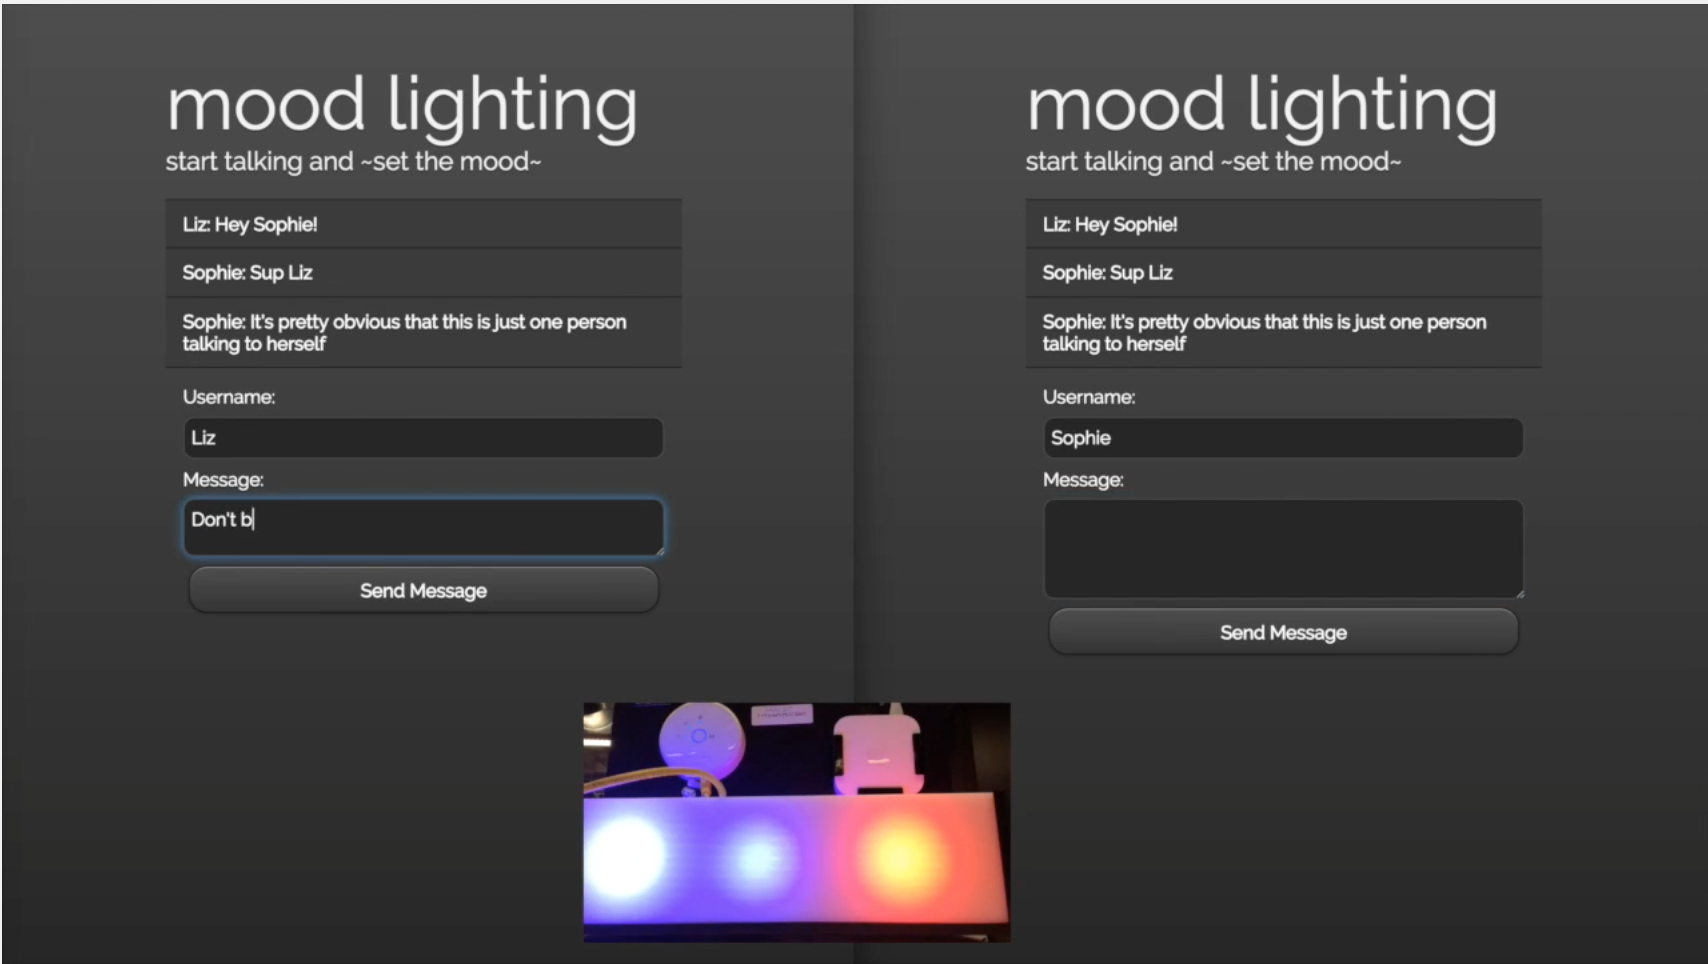 mood lighting
start talking and ~set the mood~
Liz: Hey Sophie!
Sophie: Sup Liz
Sophie: It's pretty obvious that this is just one person
talking to herself
Username:
Liz
Message:
Don't b
Send Message
mood lighting
start talking and ~set the mood~
Liz: Hey Sophie!
Sophie: Sup Liz
Sophie: It's pretty obvious that this is just one person
talking to herself
Username:
Sophie
Message:
Send Message